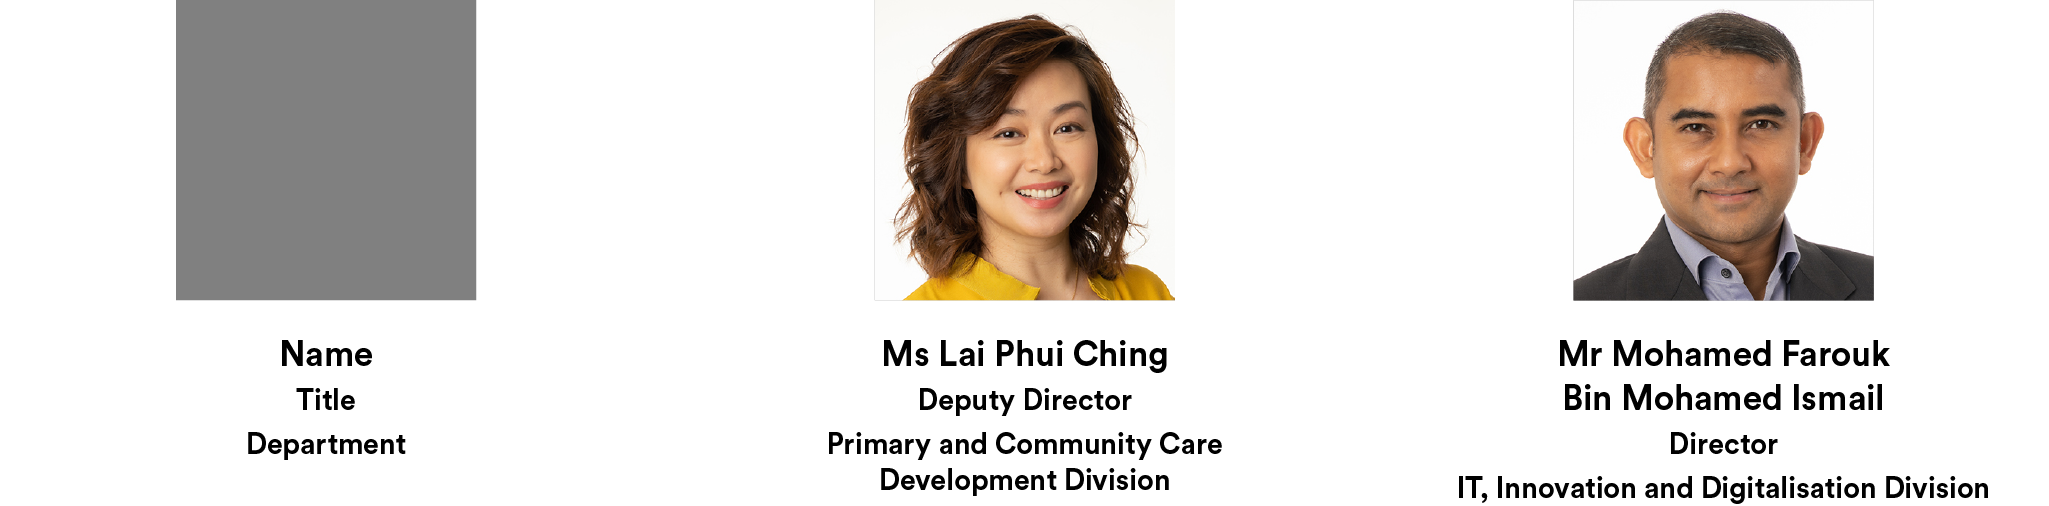 Name
Title
Department
Ms Lai Phui Ching
Deputy Director
Primary and Community Care
Development Division
Mr Mohamed Farouk
Bin Mohamed Ismail
Director
IT, Innovation and Digitalisation Division